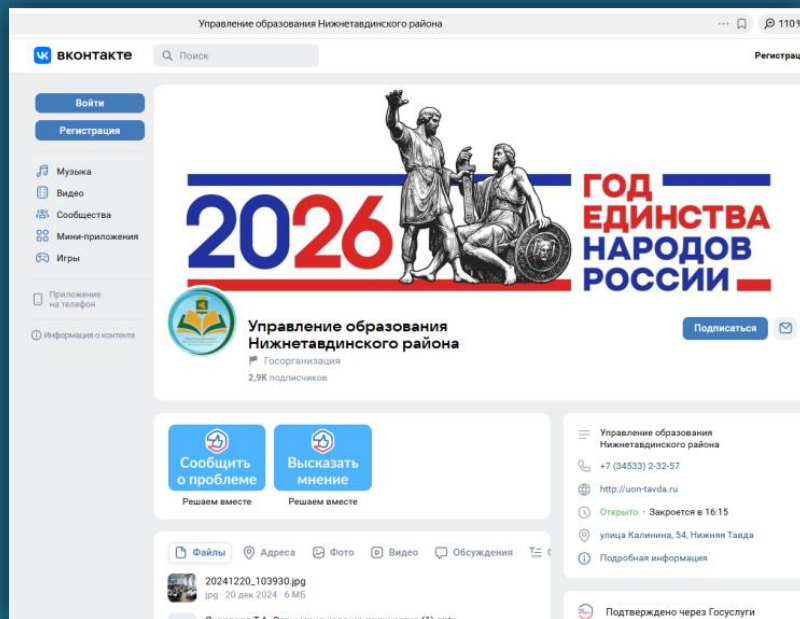 Управление образования Нижнетавдинского района
110%
вконтакте
Поиск
Войти
Регистрация
Музыка
Видео
Сообщества
Мини-приложения
Игры
Приложение
на телефон
Информация о контенте
2026
ГОД
ЕДИНСТВА
НАРОДОВ
РОССИИ
Управление образования
Нижнетавдинского района
Госорганизация
2,9K подписчиков
Подписаться
Сообщить
о проблеме
Решаем вместе
Высказать
мнение
Решаем вместе
Файлы
Адреса
Фото
Видео
Обсуждения
20241220_103930.jpg
jpg · 20 дек 2024 · 6 МБ
Управление образования
Нижнетавдинского района
+7 (34533) 2-32-57
http://uon-tavda.ru
Открыто · Закроется в 16:15
улица Калинина, 54, Нижняя Тавда
Подробная информация
Подтверждено через Госуслуги